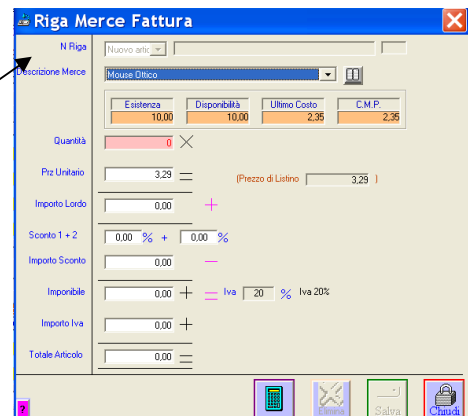 Riga Merce Fattura
N Riga Nuovo artic
Descrizione Merce Mouse Ottico
Esistenza Disponibilità Ultimo Costo C.M.P.
10,00 10,00 2,35 2,35
Quantità 0 X
Prz Unitario 3,29 = (Prezzo di Listino 3,29 )
Importo Lordo 0,00 +
Sconto 1 + 2 0,00 % + 0,00 %
Importo Sconto 0,00 −
Imponibile 0,00 + = Iva 20 % Iva 20%
Importo Iva 0,00 +
Totale Articolo 0,00 =
? Elimina Salva Chiudi